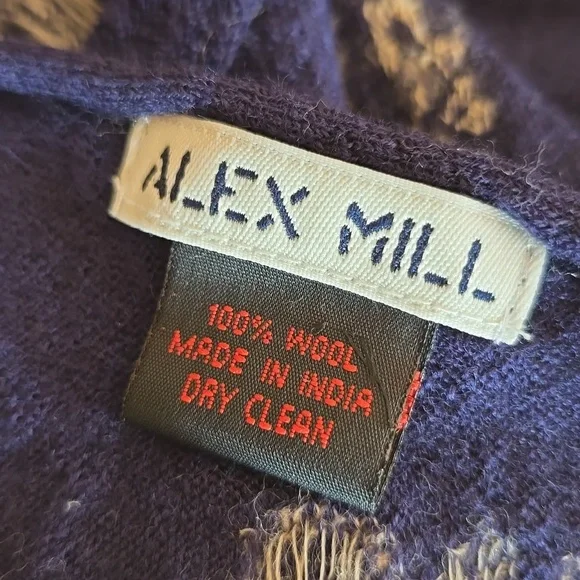 ALEX MILL
100% WOOL
MADE IN INDIA
DRY CLEAN